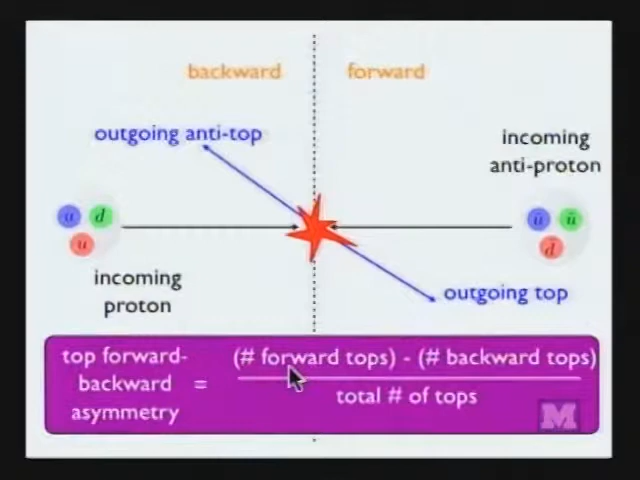 backward forward
outgoing anti-top
incoming
anti-proton
u d
u
ū ū
d
incoming
proton
outgoing top
top forward-
backward
asymmetry
=
(# forward tops) - (# backward tops)
total # of tops
M